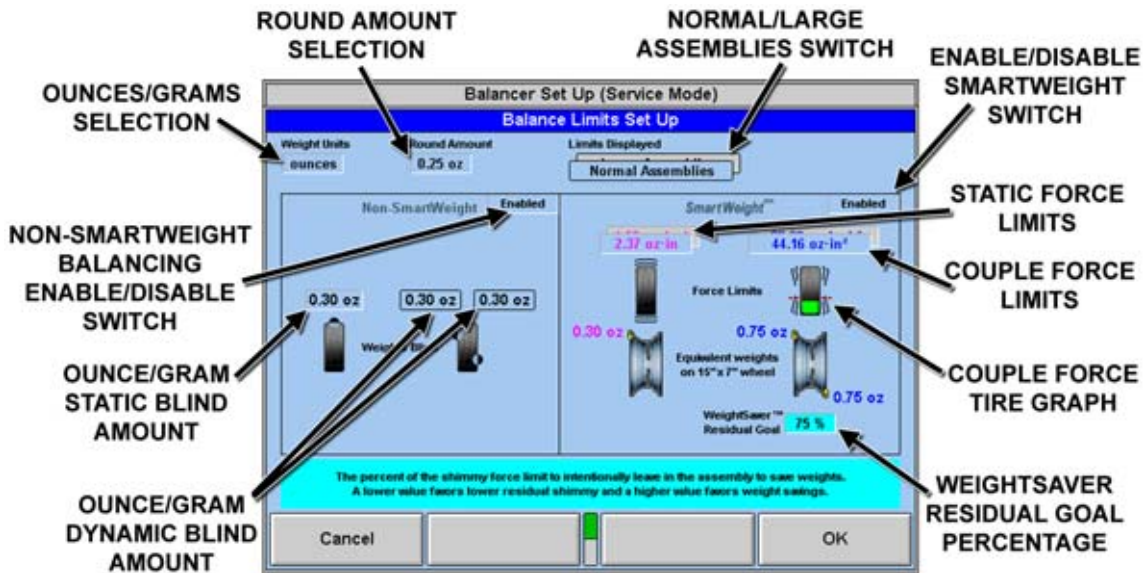 ROUND AMOUNT
SELECTION
NORMAL/LARGE
ASSEMBLIES SWITCH
ENABLE/DISABLE
SMARTWEIGHT
SWITCH
OUNCES/GRAMS
SELECTION
Balancer Set Up (Service Mode)
Balance Limits Set Up
Weight Units
Round Amount
Limits Displayed
ounces
0.25 oz
Normal Assemblies
Non-SmartWeight
Enabled
SmartWeight™
Enabled
STATIC FORCE
LIMITS
2.37 oz-in
44.16 oz-in²
NON-SMARTWEIGHT
BALANCING
ENABLE/DISABLE
SWITCH
COUPLE FORCE
LIMITS
0.30 oz
0.30 oz
0.30 oz
Force Limits
0.30 oz
0.75 oz
Equivalent weights
on 15"x 7" wheel
0.75 oz
OUNCE/GRAM
STATIC BLIND
AMOUNT
COUPLE FORCE
TIRE GRAPH
WeightSaver™
Residual Goal
75 %
The percent of the shimmy force limit to intentionally leave in the assembly to save weights.
A lower value favors lower residual shimmy and a higher value favors weight savings.
OUNCE/GRAM
DYNAMIC BLIND
AMOUNT
WEIGHTSAVER
RESIDUAL GOAL
PERCENTAGE
Cancel
OK